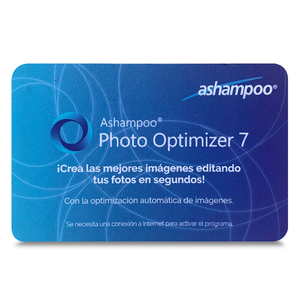 ashampoo®
Ashampoo®
Photo Optimizer 7
¡Crea las mejores imágenes editando
tus fotos en segundos!
Con la optimización automática de imágenes.
Se necesita una conexión a Internet para activar el programa.